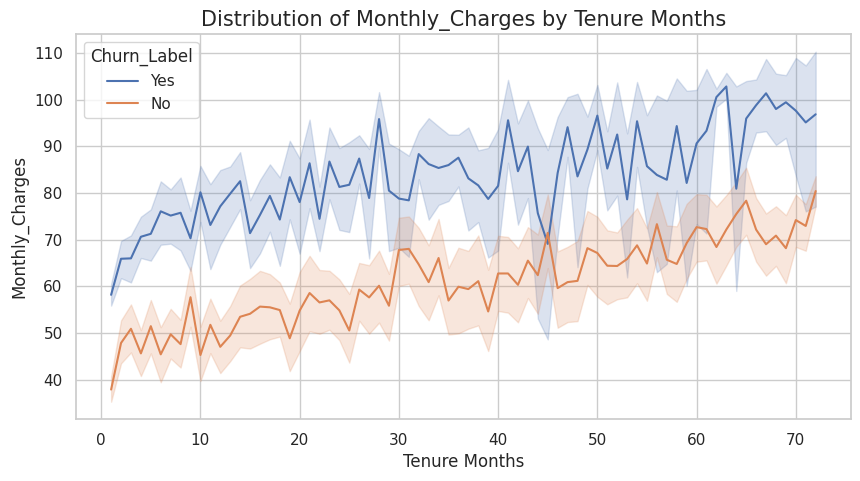 Distribution of Monthly_Charges by Tenure Months
Churn_Label
Yes
No
Monthly_Charges
110
100
90
80
70
60
50
40
0 10 20 30 40 50 60 70
Tenure Months